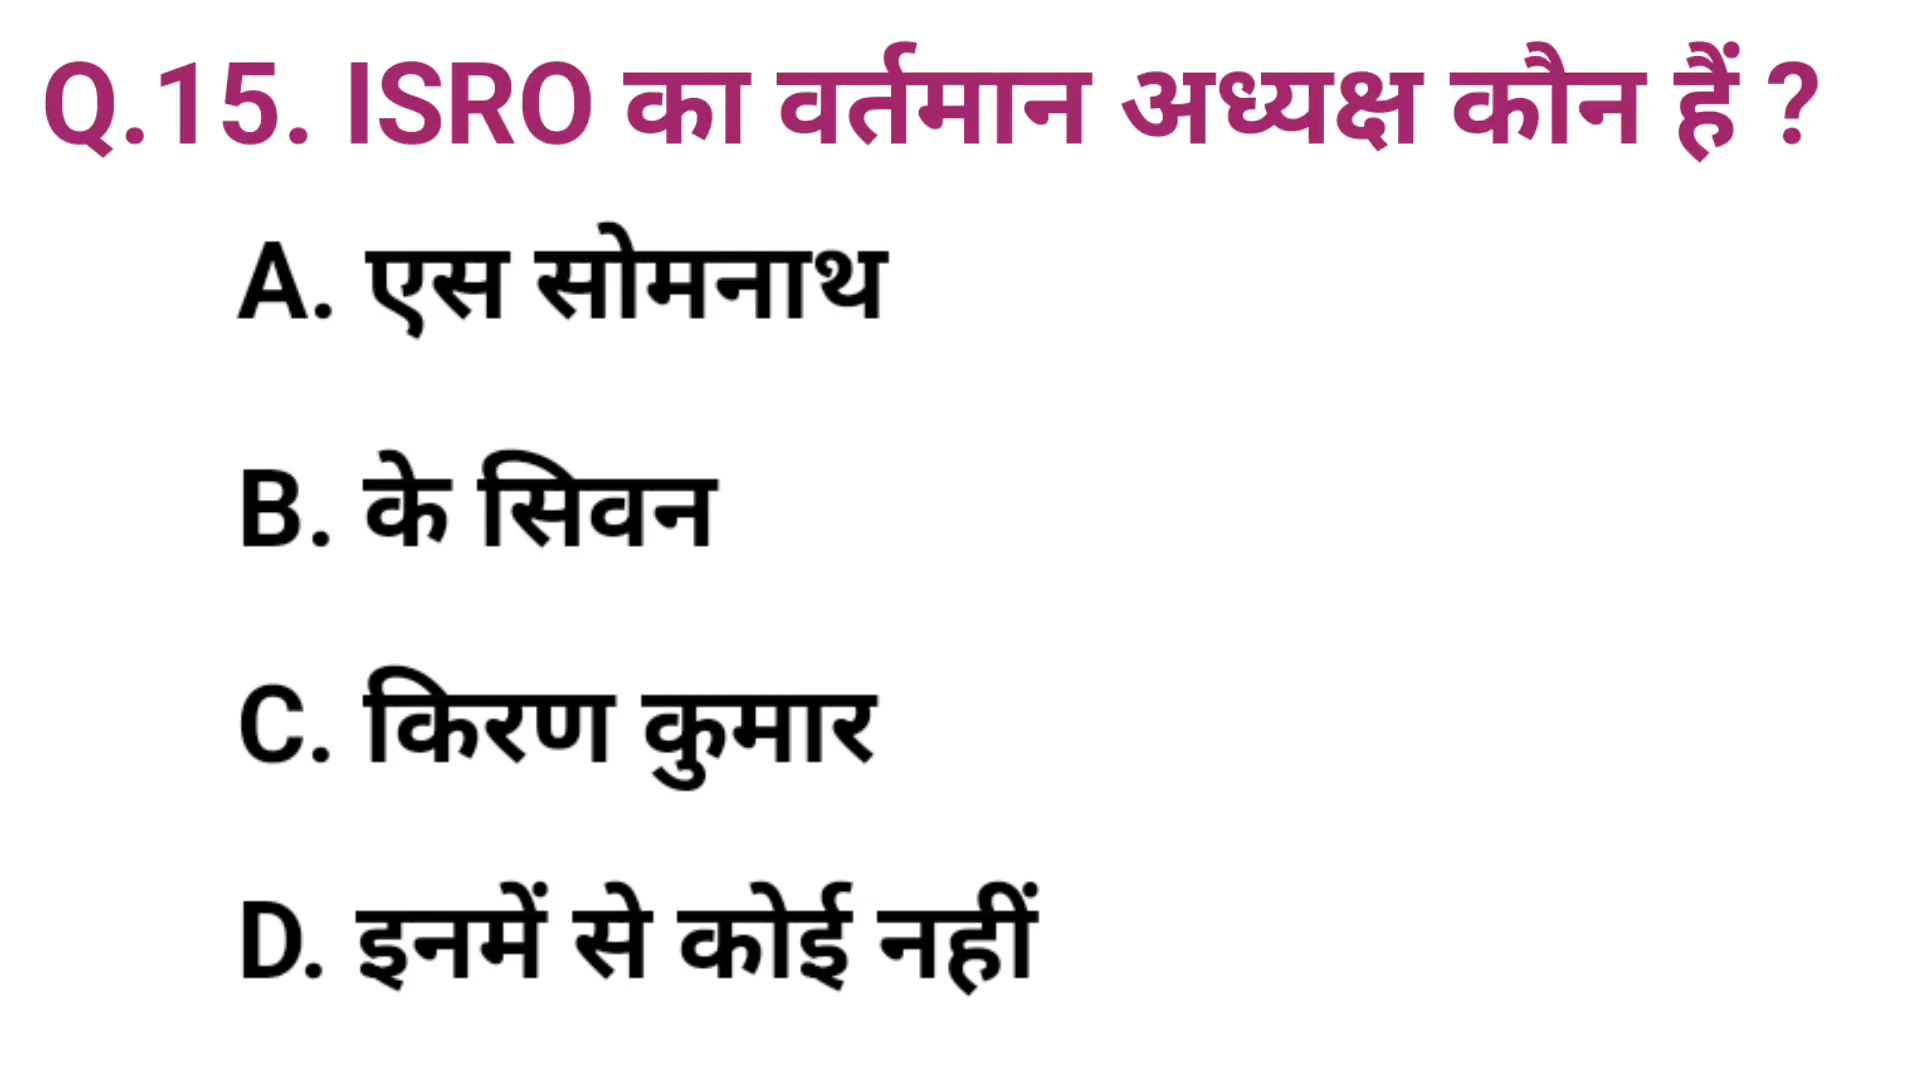 Q.15. ISRO का वर्तमान अध्यक्ष कौन हैं ?
A. एस सोमनाथ
B. के सिवन
C. किरण कुमार
D. इनमें से कोई नहीं